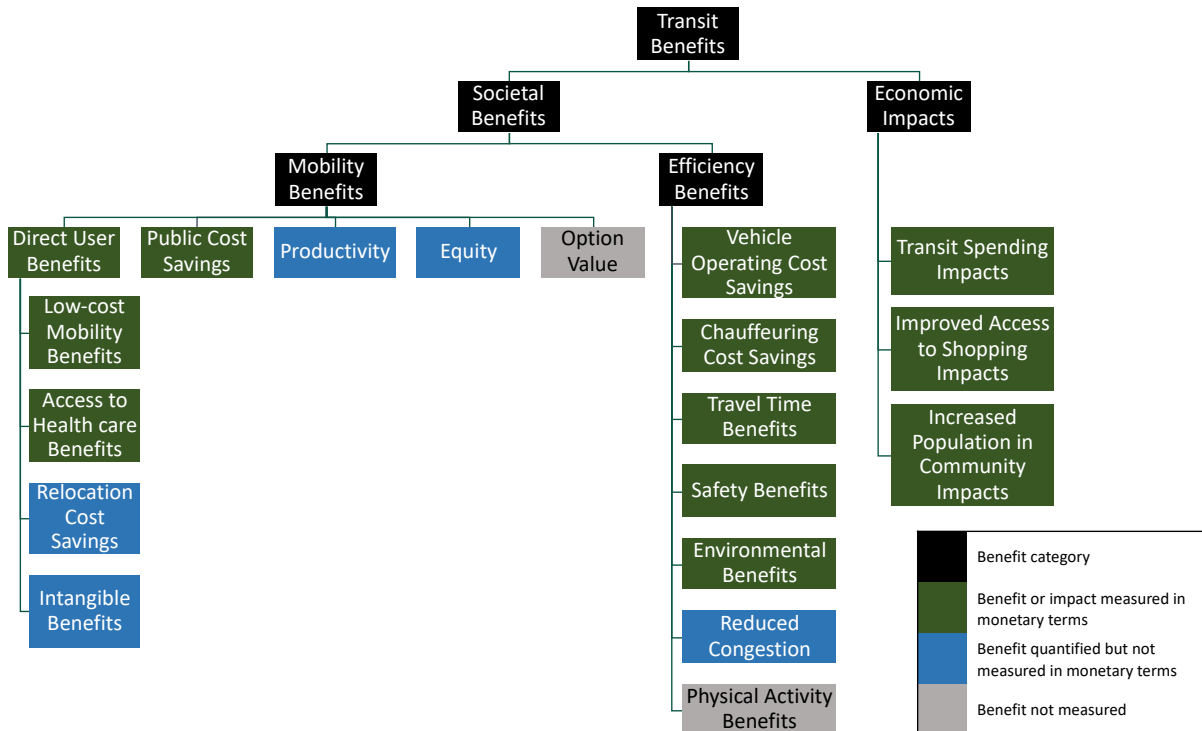 Transit
Benefits
Societal
Benefits
Economic
Impacts
Mobility
Benefits
Efficiency
Benefits
Direct User
Benefits
Public Cost
Savings
Productivity
Equity
Option
Value
Low-cost
Mobility
Benefits
Access to
Health care
Benefits
Relocation
Cost
Savings
Intangible
Benefits
Vehicle
Operating Cost
Savings
Chauffeuring
Cost Savings
Travel Time
Benefits
Safety Benefits
Environmental
Benefits
Reduced
Congestion
Physical Activity
Benefits
Transit Spending
Impacts
Improved Access
to Shopping
Impacts
Increased
Population in
Community
Impacts
Benefit category
Benefit or impact measured in
monetary terms
Benefit quantified but not
measured in monetary terms
Benefit not measured